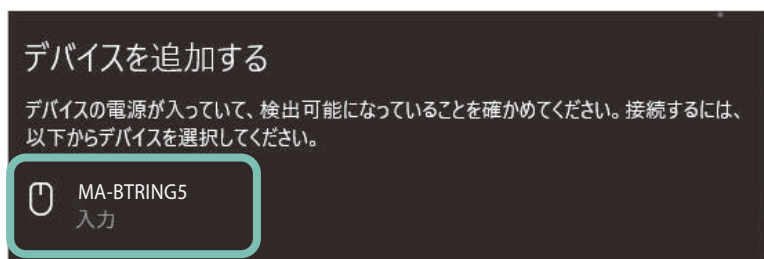 デバイスを追加する
デバイスの電源が入っていて、検出可能になっていることを確かめてください。接続するには、
以下からデバイスを選択してください。
MA-BTRING5
入力